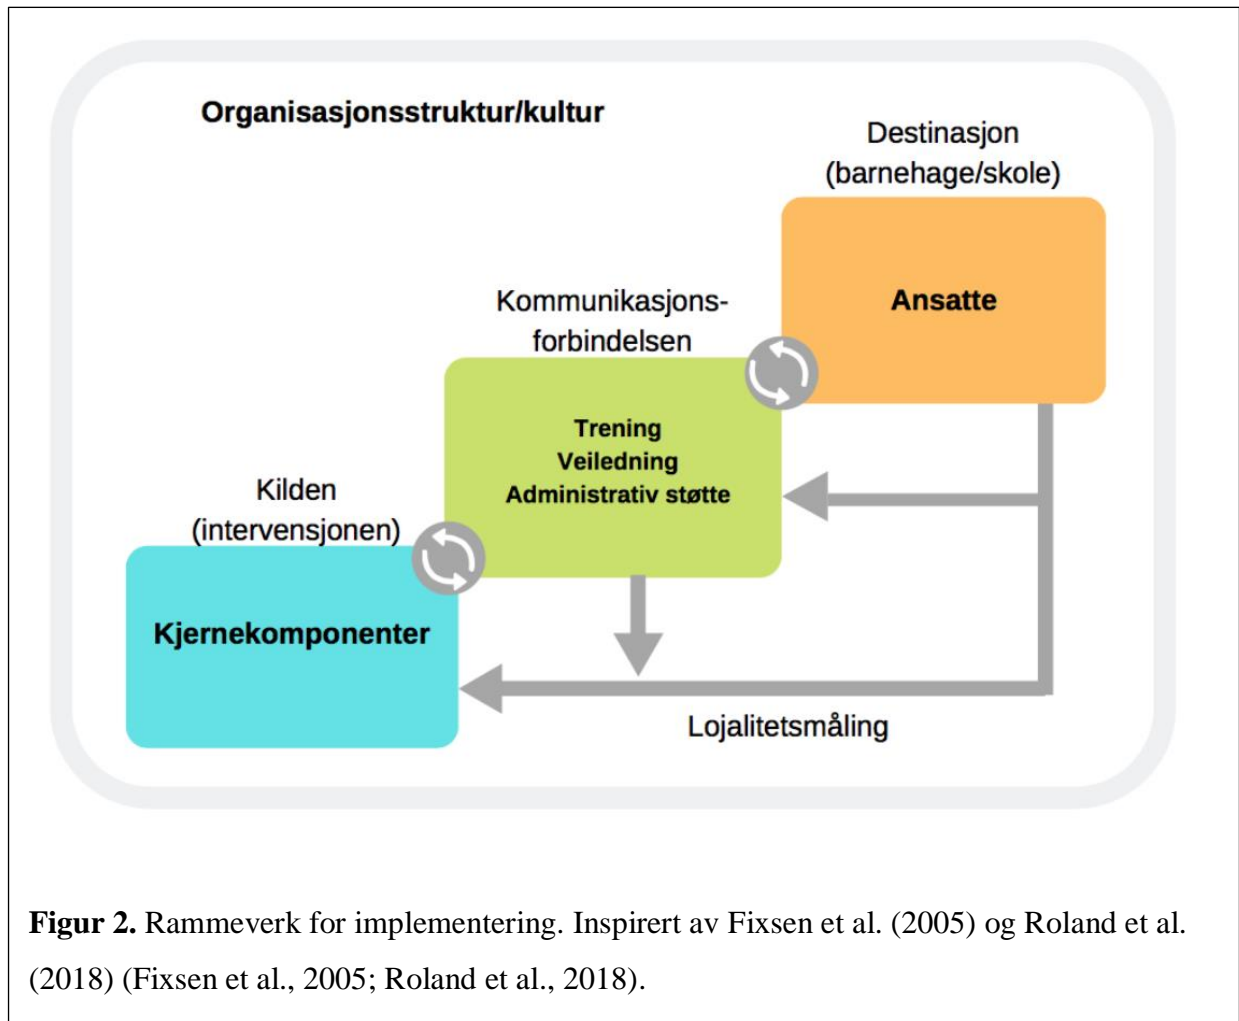 Organisasjonsstruktur/kultur
Destinasjon
(barnehage/skole)
Ansatte
Kommunikasjons-
forbindelsen
Trening
Veiledning
Administrativ støtte
Kilden
(intervensjonen)
Kjernekomponenter
Lojalitetsmåling
Figur 2. Rammeverk for implementering. Inspirert av Fixsen et al. (2005) og Roland et al.
(2018) (Fixsen et al., 2005; Roland et al., 2018).